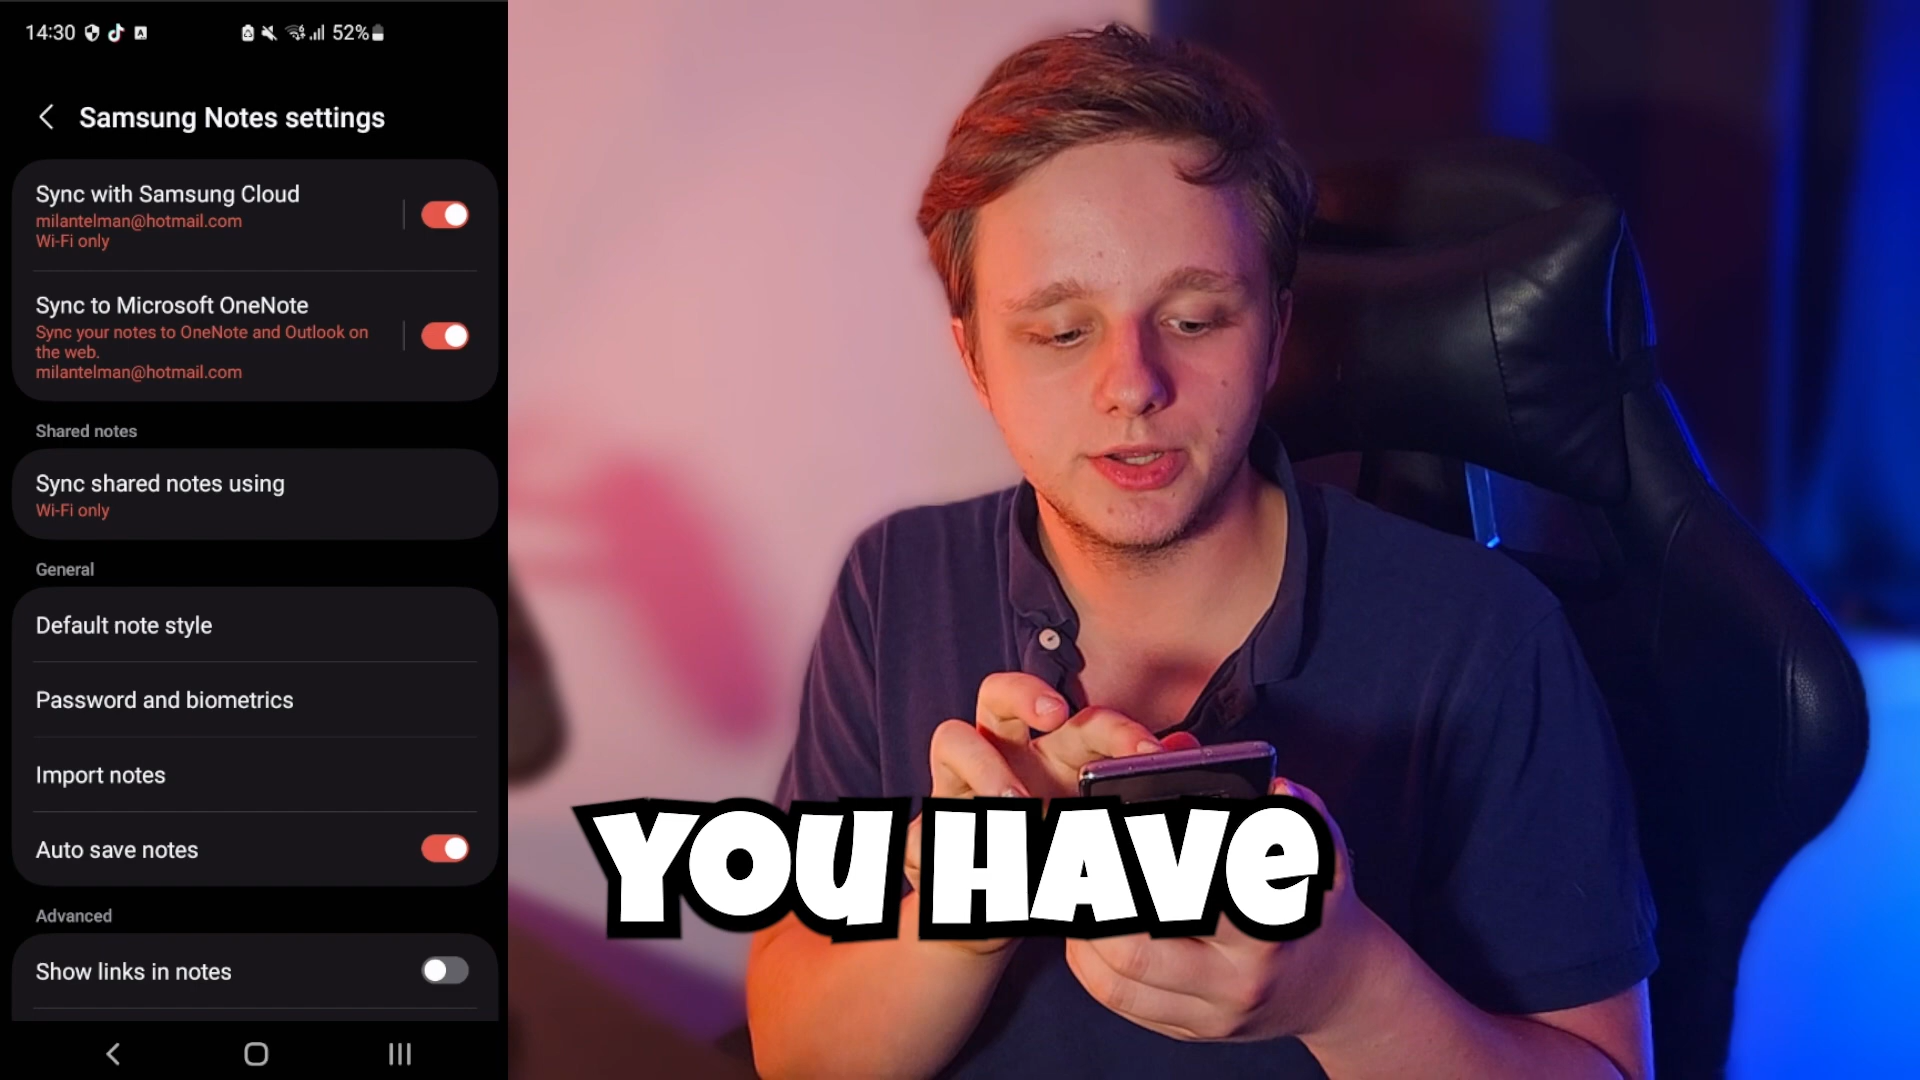 14:30
52%
Samsung Notes settings
Sync with Samsung Cloud
milantelman@hotmail.com
Wi-Fi only
Sync to Microsoft OneNote
Sync your notes to OneNote and Outlook on
the web.
milantelman@hotmail.com
Shared notes
Sync shared notes using
Wi-Fi only
General
Default note style
Password and biometrics
Import notes
Auto save notes
Advanced
Show links in notes
YOU HAVE